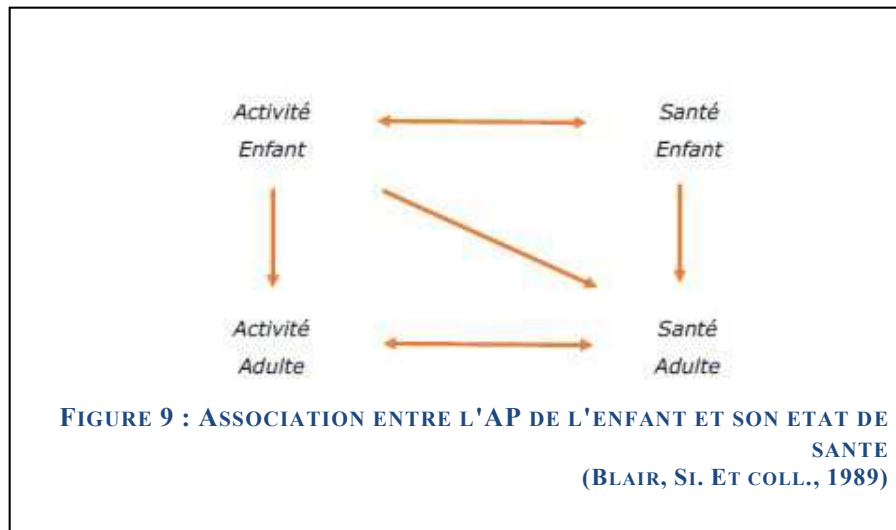 Activité Santé
Enfant Enfant
Activité Santé
Adulte Adulte
FIGURE 9 : ASSOCIATION ENTRE L'AP DE L'ENFANT ET SON ETAT DE
SANTE
(BLAIR, SI. ET COLL., 1989)